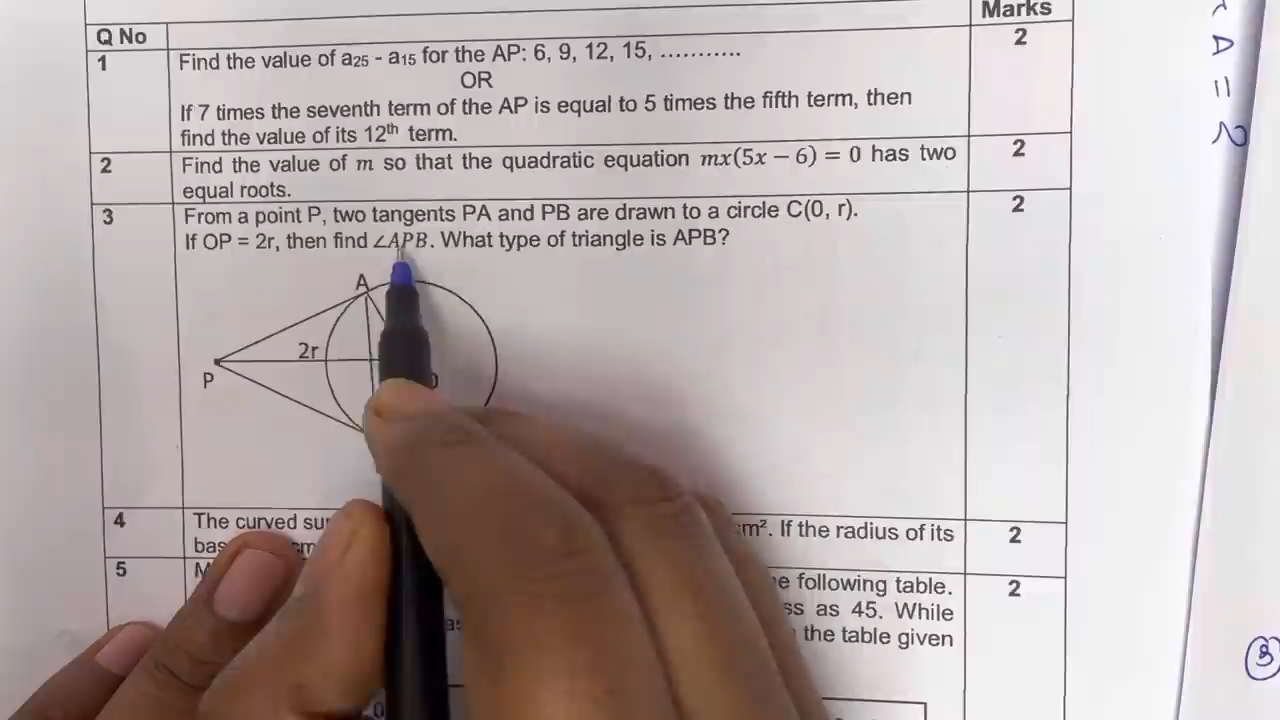 Marks
Q No
1
Find the value of a₂₅ - a₁₅ for the AP: 6, 9, 12, 15, ...........
2
OR
If 7 times the seventh term of the AP is equal to 5 times the fifth term, then
find the value of its 12th term.
2
Find the value of m so that the quadratic equation mx(5x − 6) = 0 has two
2
equal roots.
3
From a point P, two tangents PA and PB are drawn to a circle C(0, r).
2
If OP = 2r, then find ∠APB. What type of triangle is APB?
A
2r
P
4
The curved
cm². If the radius of its
2
5
following table.
2
as 45. While
the table given
D = 2
8